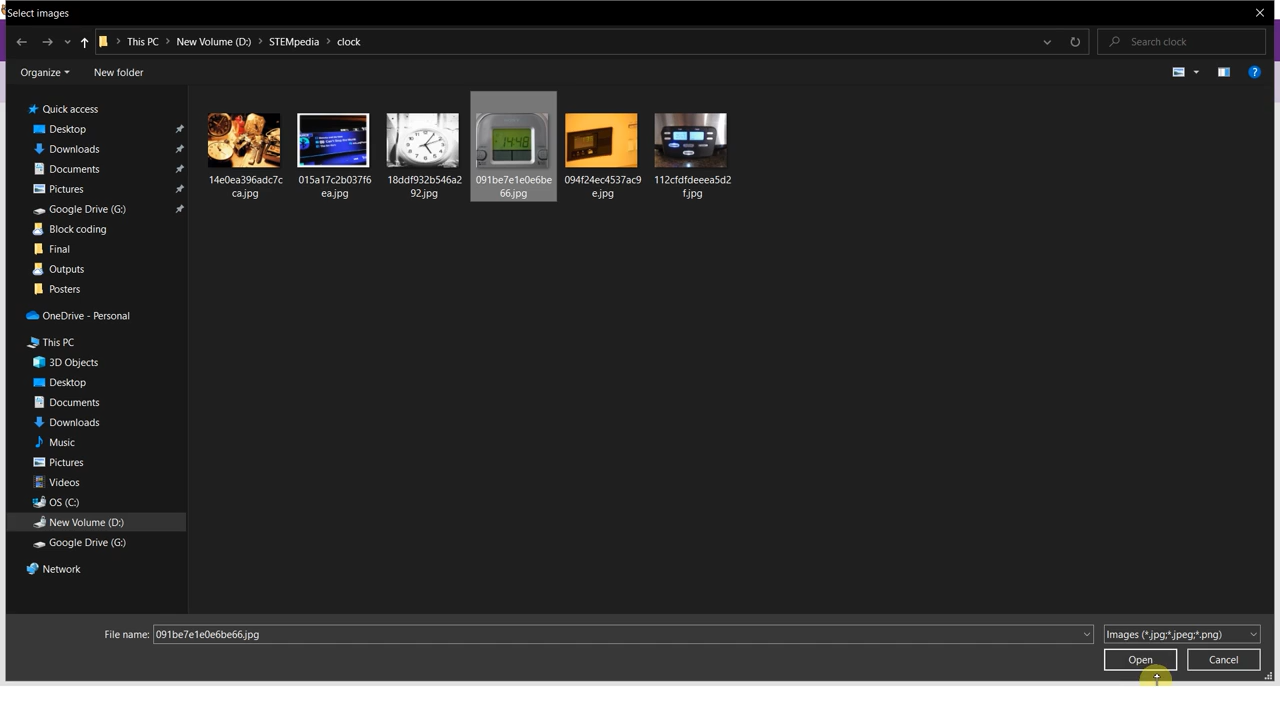 Select images
This PC New Volume (D:) STEMpedia clock
Search clock
Organize New folder
?
Quick access
Desktop
Downloads
Documents
Pictures
Google Drive (G:)
Block coding
Final
Outputs
Posters
OneDrive - Personal
This PC
3D Objects
Desktop
Documents
Downloads
Music
Pictures
Videos
OS (C:)
New Volume (D:)
Google Drive (G:)
Network
14e0ea396adc7c
ca.jpg
015a17c2b037f6
ea.jpg
18ddf932b546a2
92.jpg
14:48
091be7e1e0e6be
66.jpg
094f24ec4537ac9
e.jpg
112cfdfdeeea5d2
f.jpg
File name: 091be7e1e0e6be66.jpg
Images (*.jpg;*.jpeg;*.png)
Open Cancel